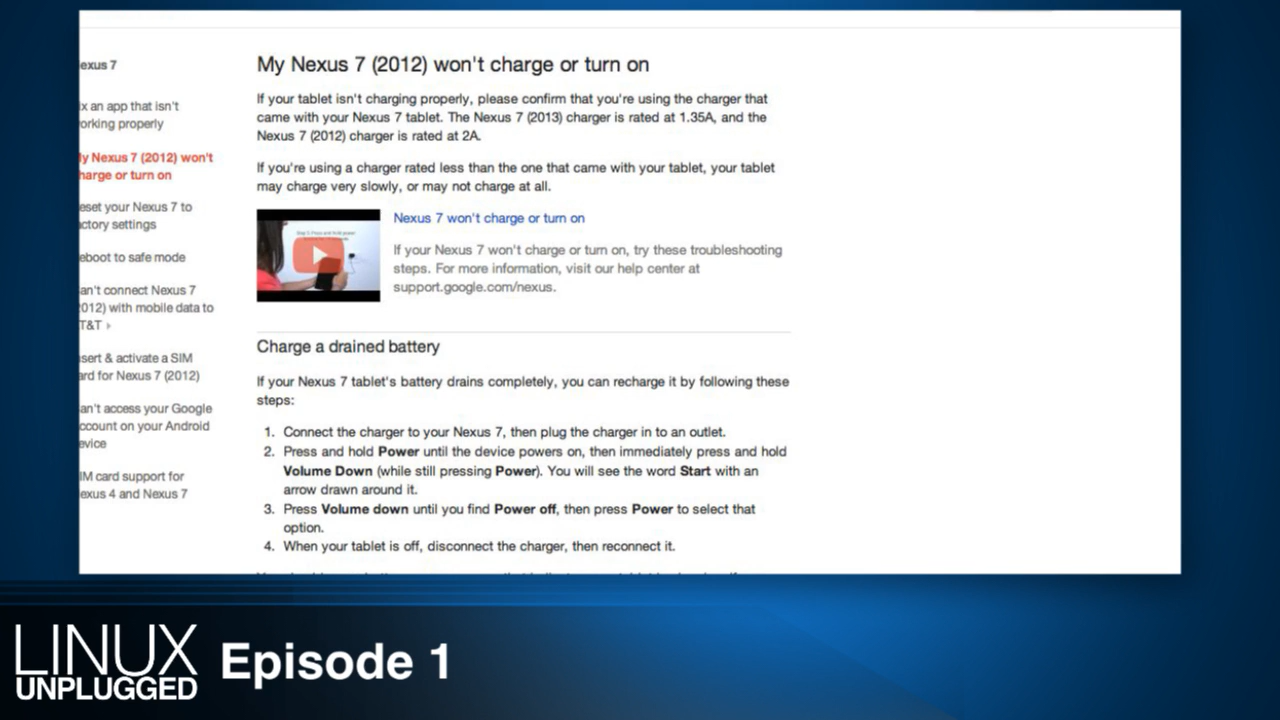 exus 7
x an app that isn't
orking properly
ly Nexus 7 (2012) won't
harge or turn on
eset your Nexus 7 to
ctory settings
eboot to safe mode
an't connect Nexus 7
2012) with mobile data to
T&T
sert & activate a SIM
ard for Nexus 7 (2012)
an't access your Google
ccount on your Android
evice
IM card support for
exus 4 and Nexus 7
My Nexus 7 (2012) won't charge or turn on
If your tablet isn't charging properly, please confirm that you're using the charger that
came with your Nexus 7 tablet. The Nexus 7 (2013) charger is rated at 1.35A, and the
Nexus 7 (2012) charger is rated at 2A.
If you're using a charger rated less than the one that came with your tablet, your tablet
may charge very slowly, or may not charge at all.
Nexus 7 won't charge or turn on
If your Nexus 7 won't charge or turn on, try these troubleshooting
steps. For more information, visit our help center at
support.google.com/nexus.
Charge a drained battery
If your Nexus 7 tablet's battery drains completely, you can recharge it by following these
steps:
1. Connect the charger to your Nexus 7, then plug the charger in to an outlet.
2. Press and hold Power until the device powers on, then immediately press and hold
Volume Down (while still pressing Power). You will see the word Start with an
arrow drawn around it.
3. Press Volume down until you find Power off, then press Power to select that
option.
4. When your tablet is off, disconnect the charger, then reconnect it.
LINUX
UNPLUGGED
Episode 1